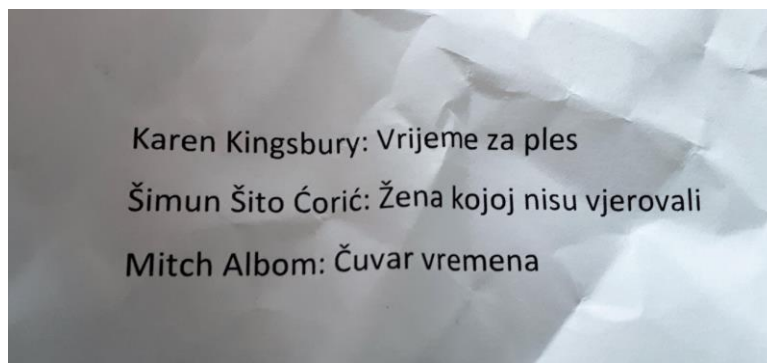 Karen Kingsbury: Vrijeme za ples
Šimun Šito Ćorić: Žena kojoj nisu vjerovali
Mitch Albom: Čuvar vremena